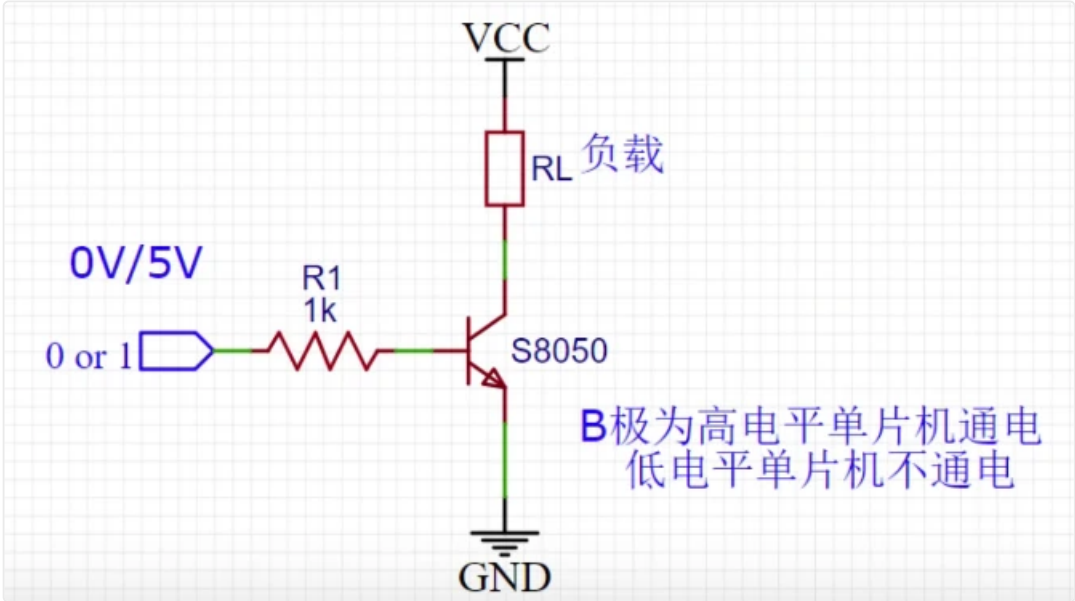 VCC
RL 负载
0V/5V
R1
1k
0 or 1
S8050
B极为高电平单片机通电
低电平单片机不通电
GND